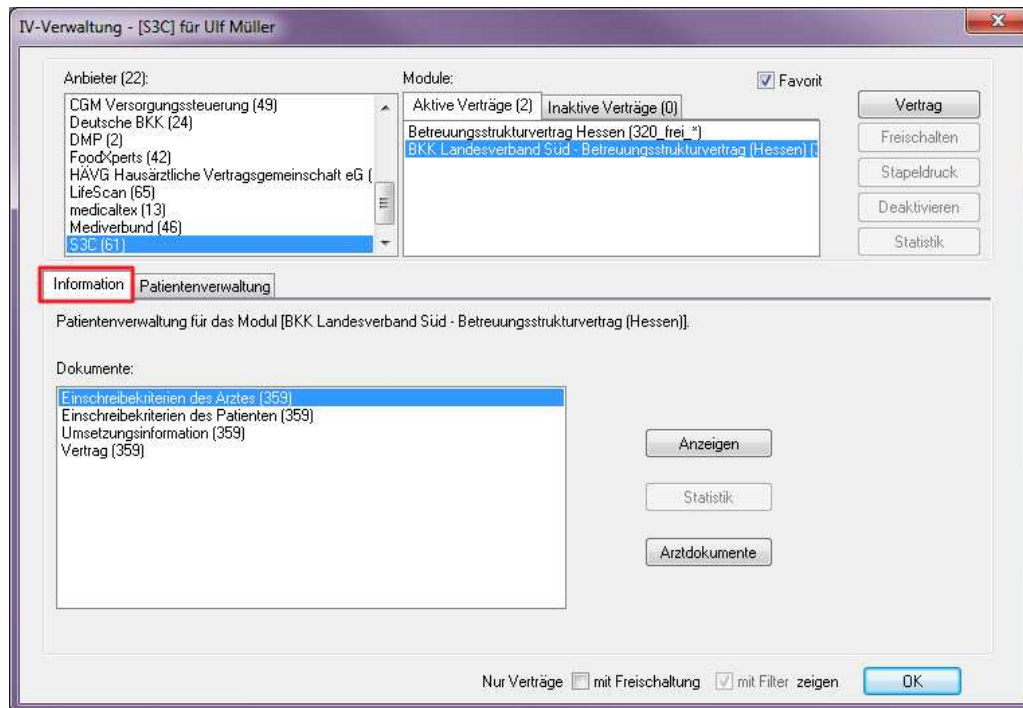 IV-Verwaltung - [S3C] für Ulf Müller
Anbieter (22):
CGM Versorgungssteuerung (49)
Deutsche BKK (24)
DMP (2)
FoodXperts (42)
HÄVG Hausärztliche Vertragsgemeinschaft eG (
LifeScan (65)
medicaltex (13)
Mediverbund (46)
S3C (61)
Module:
Favorit
Aktive Verträge (2)
Inaktive Verträge (0)
Betreuungsstrukturvertrag Hessen (320_frei_*)
BKK Landesverband Süd - Betreuungsstrukturvertrag (Hessen) (
Vertrag
Freischalten
Stapeldruck
Deaktivieren
Statistik
Information
Patientenverwaltung
Patientenverwaltung für das Modul [BKK Landesverband Süd - Betreuungsstrukturvertrag (Hessen)].
Dokumente:
Einschreibekriterien des Arztes (359)
Einschreibekriterien des Patienten (359)
Umsetzungsinformation (359)
Vertrag (359)
Anzeigen
Statistik
Arztdokumente
Nur Verträge mit Freischaltung mit Filter zeigen
OK